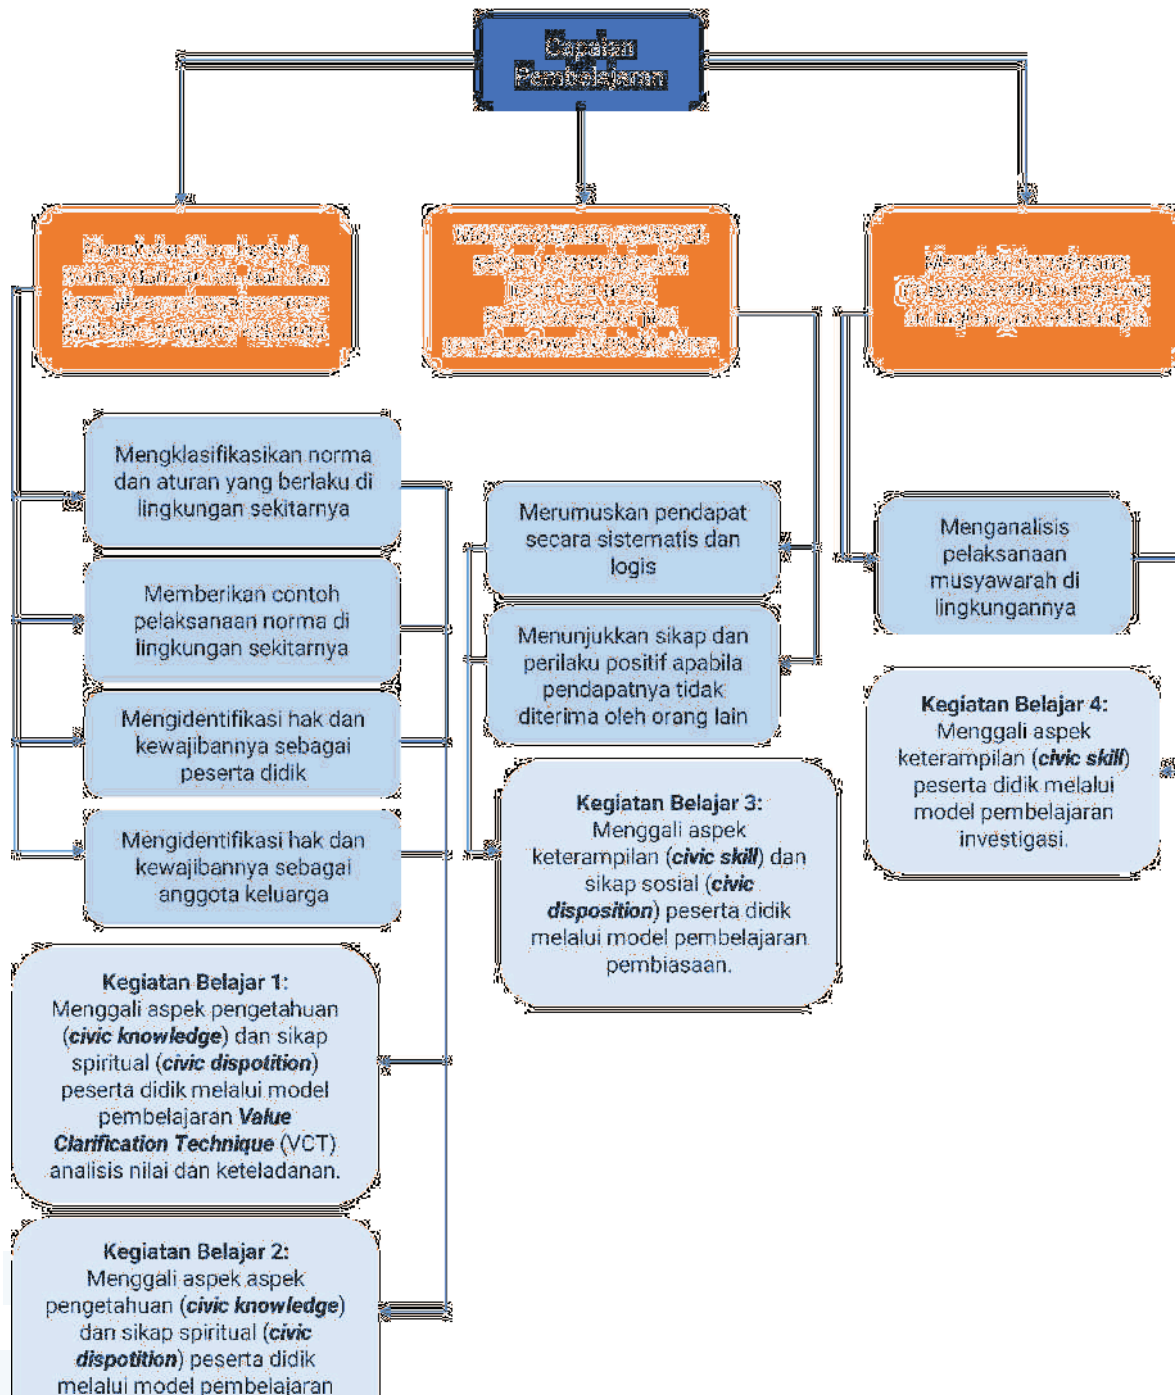 Capaian
Pembelajaran
Mengklasifikasikan norma
dan aturan yang berlaku di
lingkungan sekitarnya
Memberikan contoh
pelaksanaan norma di
lingkungan sekitarnya
Mengidentifikasi hak dan
kewajibannya sebagai
peserta didik
Mengidentifikasi hak dan
kewajibannya sebagai
anggota keluarga
Kegiatan Belajar 1:
Menggali aspek pengetahuan
(civic knowledge) dan sikap
spiritual (civic dispotition)
peserta didik melalui model
pembelajaran Value
Clarification Technique (VCT)
analisis nilai dan keteladanan.
Kegiatan Belajar 2:
Menggali aspek aspek
pengetahuan (civic knowledge)
dan sikap spiritual (civic
dispotition) peserta didik
melalui model pembelajaran
Merumuskan pendapat
secara sistematis dan
logis
Menunjukkan sikap dan
perilaku positif apabila
pendapatnya tidak
diterima oleh orang lain
Kegiatan Belajar 3:
Menggali aspek
keterampilan (civic skill) dan
sikap sosial (civic
disposition) peserta didik
melalui model pembelajaran
pembiasaan.
Menganalisis
pelaksanaan
musyawarah di
lingkungannya
Kegiatan Belajar 4:
Menggali aspek
keterampilan (civic skill)
peserta didik melalui
model pembelajaran
investigasi.